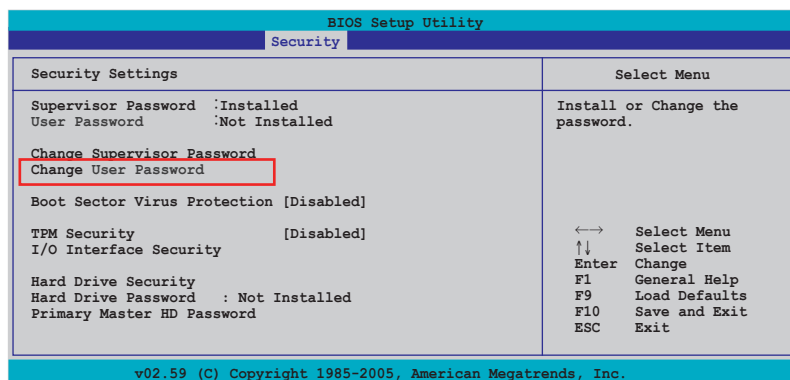 BIOS Setup Utility
Security
Security Settings
Supervisor Password :Installed
User Password :Not Installed
Change Supervisor Password
Change User Password
Boot Sector Virus Protection [Disabled]
TPM Security [Disabled]
I/O Interface Security
Hard Drive Security
Hard Drive Password : Not Installed
Primary Master HD Password
Select Menu
Install or Change the
password.
←→ Select Menu
↑↓ Select Item
Enter Change
F1 General Help
F9 Load Defaults
F10 Save and Exit
ESC Exit
v02.59 (C) Copyright 1985-2005, American Megatrends, Inc.